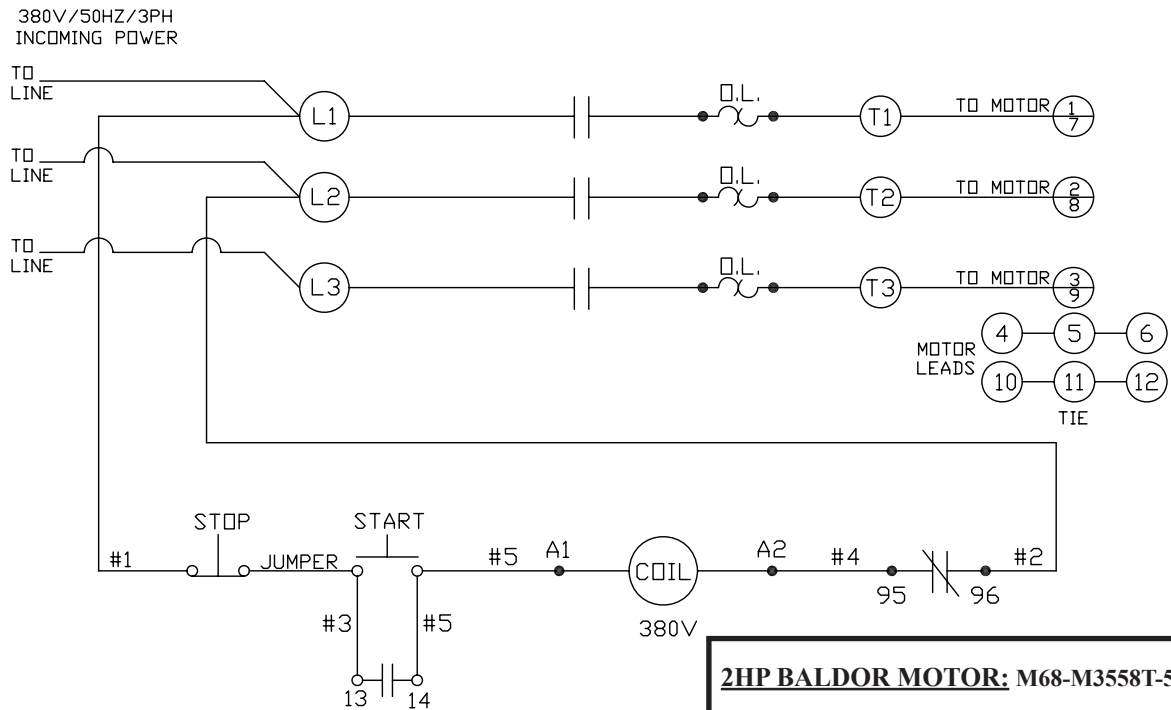 380V/50HZ/3PH
INCOMING POWER
TO
LINE
L1
O.L.
T1
TO MOTOR
1
7
TO
LINE
L2
O.L.
T2
TO MOTOR
2
8
TO
LINE
L3
O.L.
T3
TO MOTOR
3
9
MOTOR
LEADS
4
5
6
10
11
12
TIE
STOP
START
#1
JUMPER
#5
A1
COIL
A2
#4
#2
95
96
380V
#3
#5
13
14
2HP BALDOR MOTOR: M68-M3558T-5